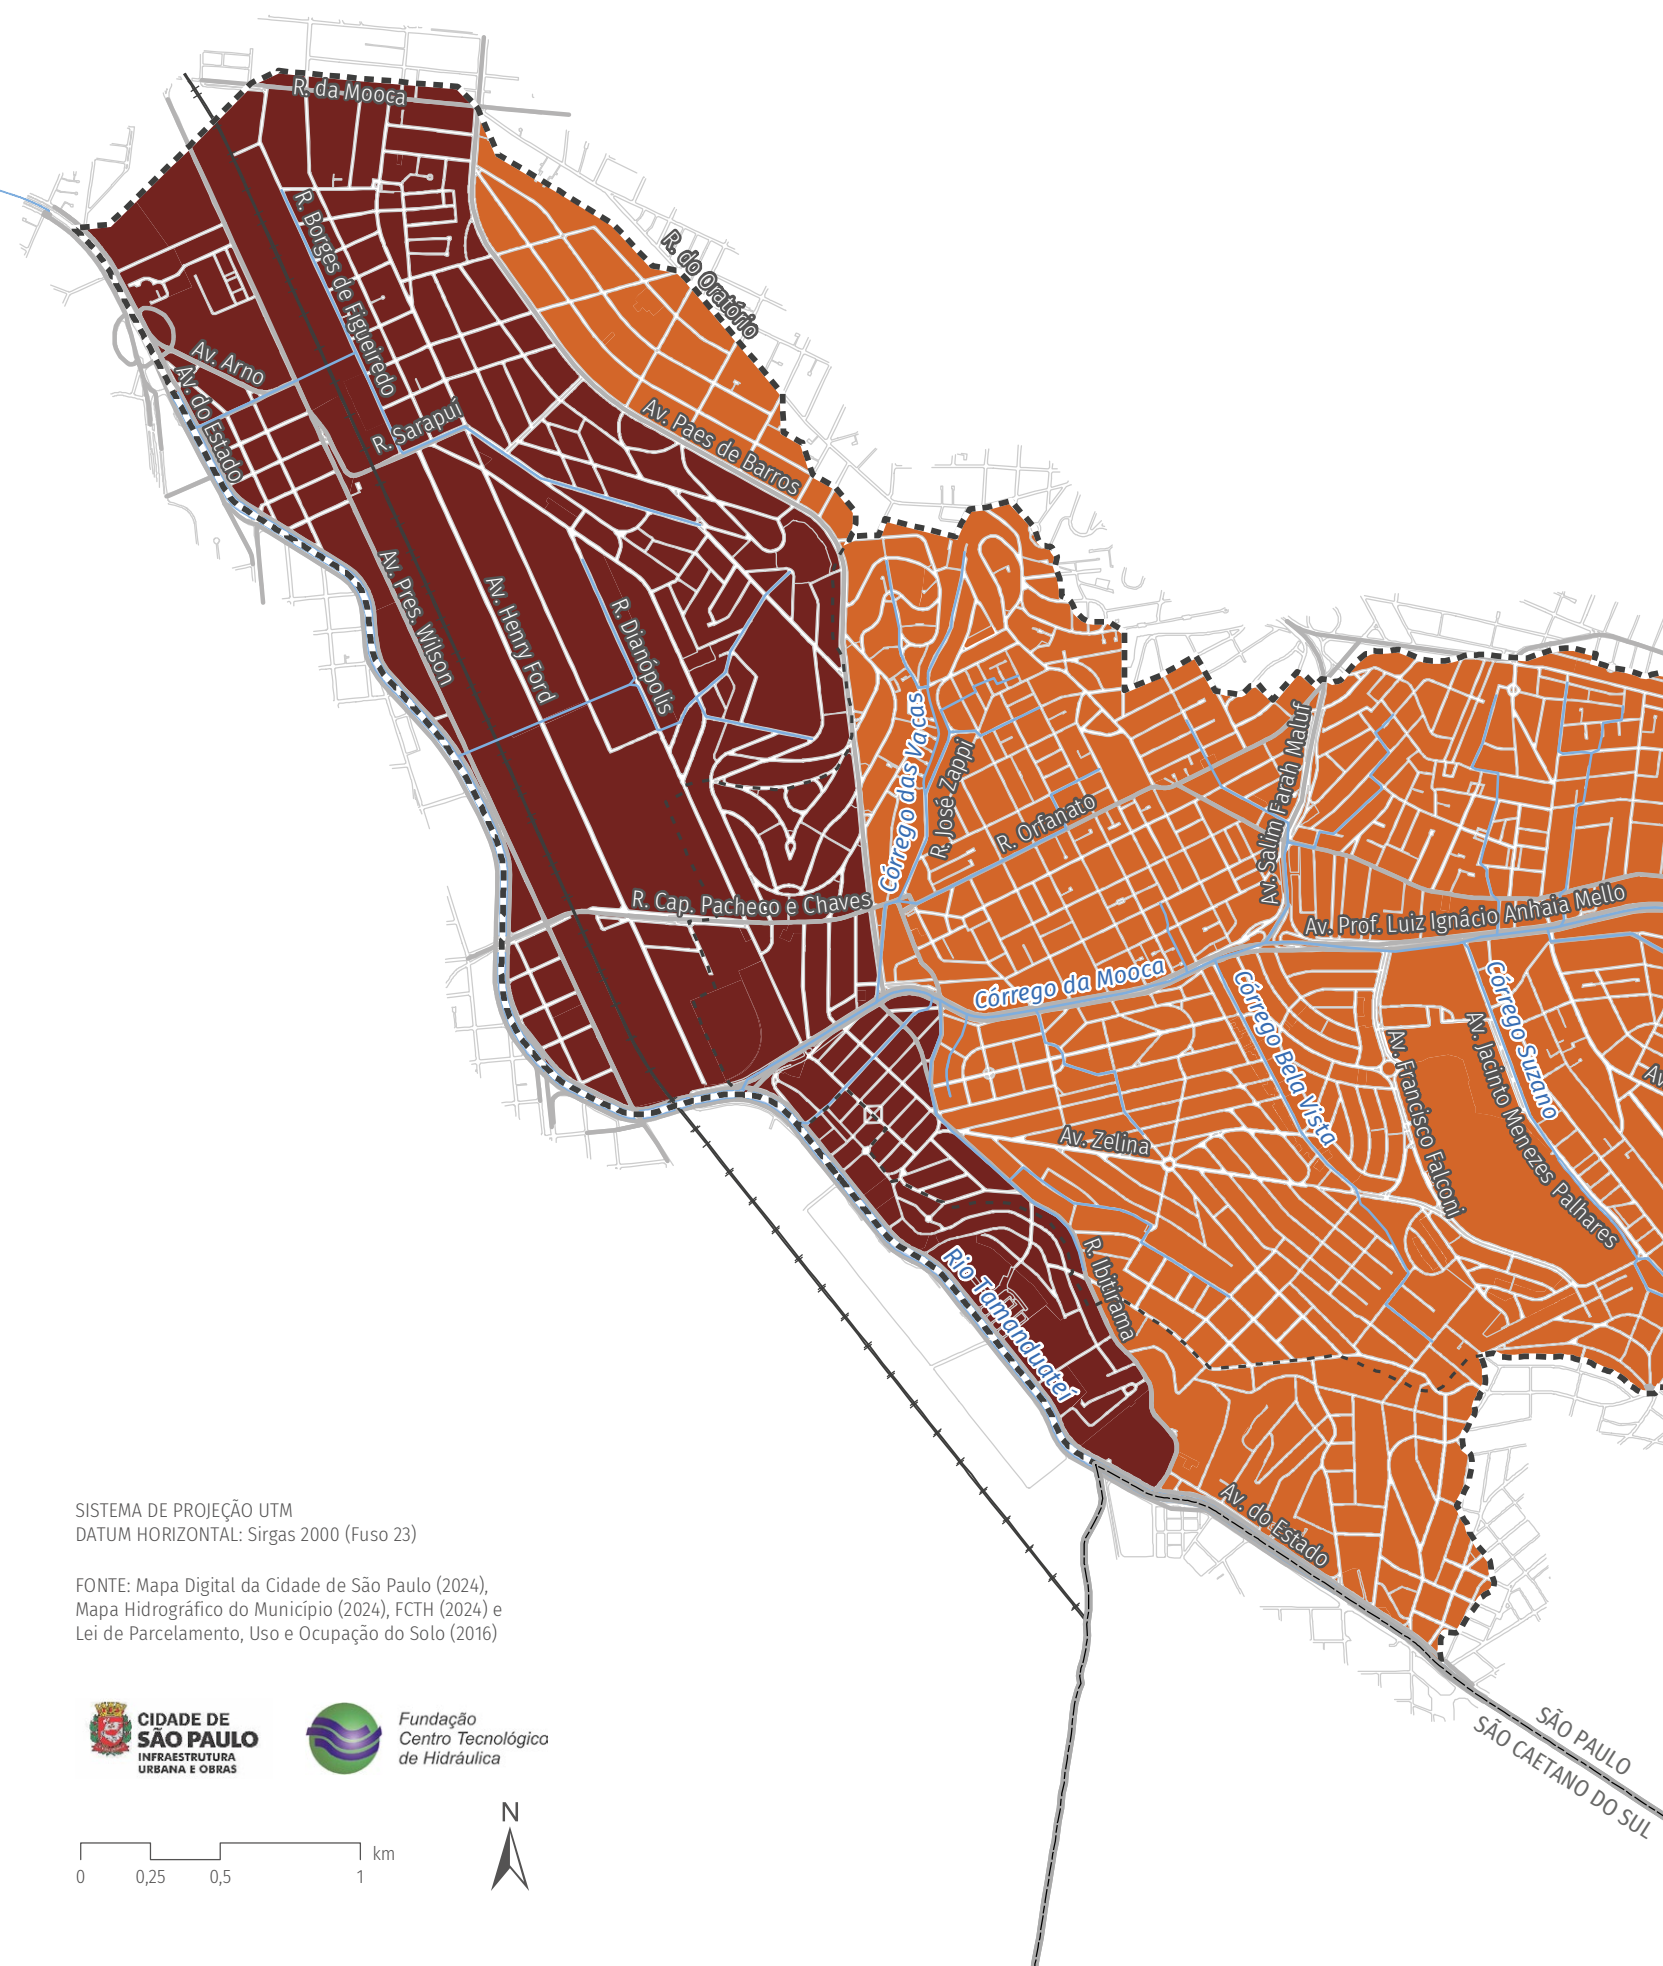 R. da Mooca
R. do Oratório
R. Borges de Figueiredo
Av. Arno
Av. do Estado
R. Sarapuí
Av. Paes de Barros
Av. Pres. Wilson
Av. Henry Ford
R. Dianópolis
Córrego das Vacas
R. José Zappi
R. Orfanato
Av. Salim Farah Maluf
R. Cap. Pacheco e Chaves
Av. Prof. Luiz Ignácio Anhaia Mello
Córrego da Mooca
Córrego Bela Vista
Córrego Suzano
Av. Francisco Falconi
Av. Jacinto Menezes Palhares
Av
Av. Zelina
R. Ibitirama
Rio Tamanduateí
Av. do Estado
SÃO PAULO
SÃO CAETANO DO SUL
SISTEMA DE PROJEÇÃO UTM
DATUM HORIZONTAL: Sirgas 2000 (Fuso 23)
FONTE: Mapa Digital da Cidade de São Paulo (2024),
Mapa Hidrográfico do Município (2024), FCTH (2024) e
Lei de Parcelamento, Uso e Ocupação do Solo (2016)
CIDADE DE
SÃO PAULO
INFRAESTRUTURA
URBANA E OBRAS
Fundação
Centro Tecnológico
de Hidráulica
N
km
0 0,25 0,5 1